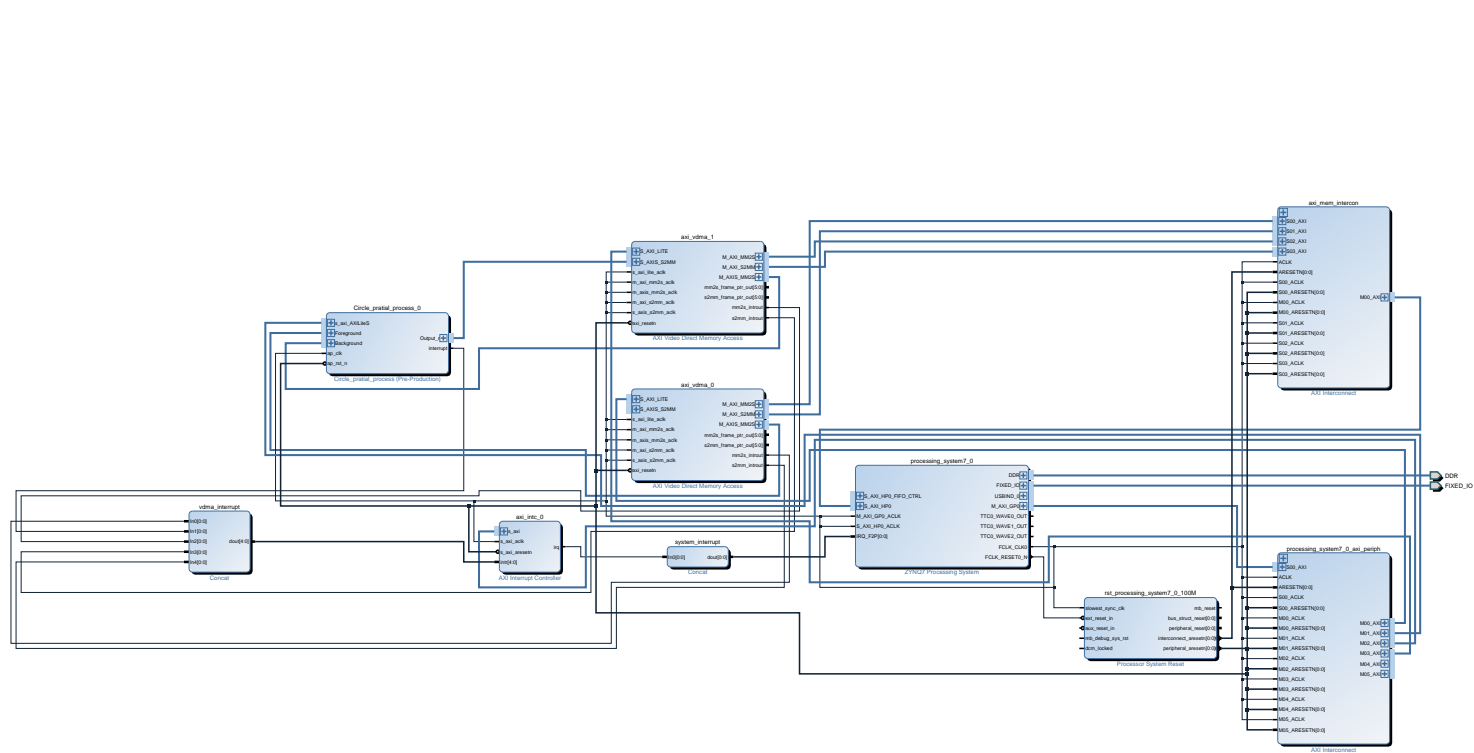 axi_mem_intercon
S00_AXI
S01_AXI
S02_AXI
S03_AXI
ACLK
ARESETN[0:0]
S00_ACLK
S00_ARESETN[0:0]
M00_ACLK
M00_ARESETN[0:0]
S01_ACLK
S01_ARESETN[0:0]
S02_ACLK
S02_ARESETN[0:0]
S03_ACLK
S03_ARESETN[0:0]
M00_AXI
AXI Interconnect
axi_vdma_1
S_AXI_LITE
S_AXIS_S2MM
s_axi_lite_aclk
m_axi_mm2s_aclk
m_axis_mm2s_aclk
m_axi_s2mm_aclk
s_axis_s2mm_aclk
axi_resetn
M_AXI_MM2S
M_AXI_S2MM
M_AXIS_MM2S
mm2s_frame_ptr_out[5:0]
s2mm_frame_ptr_out[5:0]
mm2s_introut
s2mm_introut
AXI Video Direct Memory Access
Circle_pratial_process_0
s_axi_AXILiteS
Foreground
Background
ap_clk
ap_rst_n
Output_r
interrupt
Circle_pratial_process (Pre-Production)
axi_vdma_0
S_AXI_LITE
S_AXIS_S2MM
s_axi_lite_aclk
m_axi_mm2s_aclk
m_axis_mm2s_aclk
m_axi_s2mm_aclk
s_axis_s2mm_aclk
axi_resetn
M_AXI_MM2S
M_AXI_S2MM
M_AXIS_MM2S
mm2s_frame_ptr_out[5:0]
s2mm_frame_ptr_out[5:0]
mm2s_introut
s2mm_introut
AXI Video Direct Memory Access
processing_system7_0
S_AXI_HP0_FIFO_CTRL
S_AXI_HP0
M_AXI_GP0_ACLK
S_AXI_HP0_ACLK
IRQ_F2P[0:0]
DDR
FIXED_IO
USBIND_0
M_AXI_GP0
TTC0_WAVE0_OUT
TTC0_WAVE1_OUT
TTC0_WAVE2_OUT
FCLK_CLK0
FCLK_RESET0_N
ZYNQ7 Processing System
DDR
FIXED_IO
vdma_interrupt
In0[0:0]
In1[0:0]
In2[0:0]
In3[0:0]
In4[0:0]
dout[4:0]
Concat
axi_intc_0
s_axi
s_axi_aclk
s_axi_aresetn
intr[4:0]
irq
AXI Interrupt Controller
system_interrupt
In0[0:0]
dout[0:0]
Concat
rst_processing_system7_0_100M
slowest_sync_clk
ext_reset_in
aux_reset_in
mb_debug_sys_rst
dcm_locked
mb_reset
bus_struct_reset[0:0]
peripheral_reset[0:0]
interconnect_aresetn[0:0]
peripheral_aresetn[0:0]
Processor System Reset
processing_system7_0_axi_periph
S00_AXI
ACLK
ARESETN[0:0]
S00_ACLK
S00_ARESETN[0:0]
M00_ACLK
M00_ARESETN[0:0]
M01_ACLK
M01_ARESETN[0:0]
M02_ACLK
M02_ARESETN[0:0]
M03_ACLK
M03_ARESETN[0:0]
M04_ACLK
M04_ARESETN[0:0]
M05_ACLK
M05_ARESETN[0:0]
M00_AXI
M01_AXI
M02_AXI
M03_AXI
M04_AXI
M05_AXI
AXI Interconnect